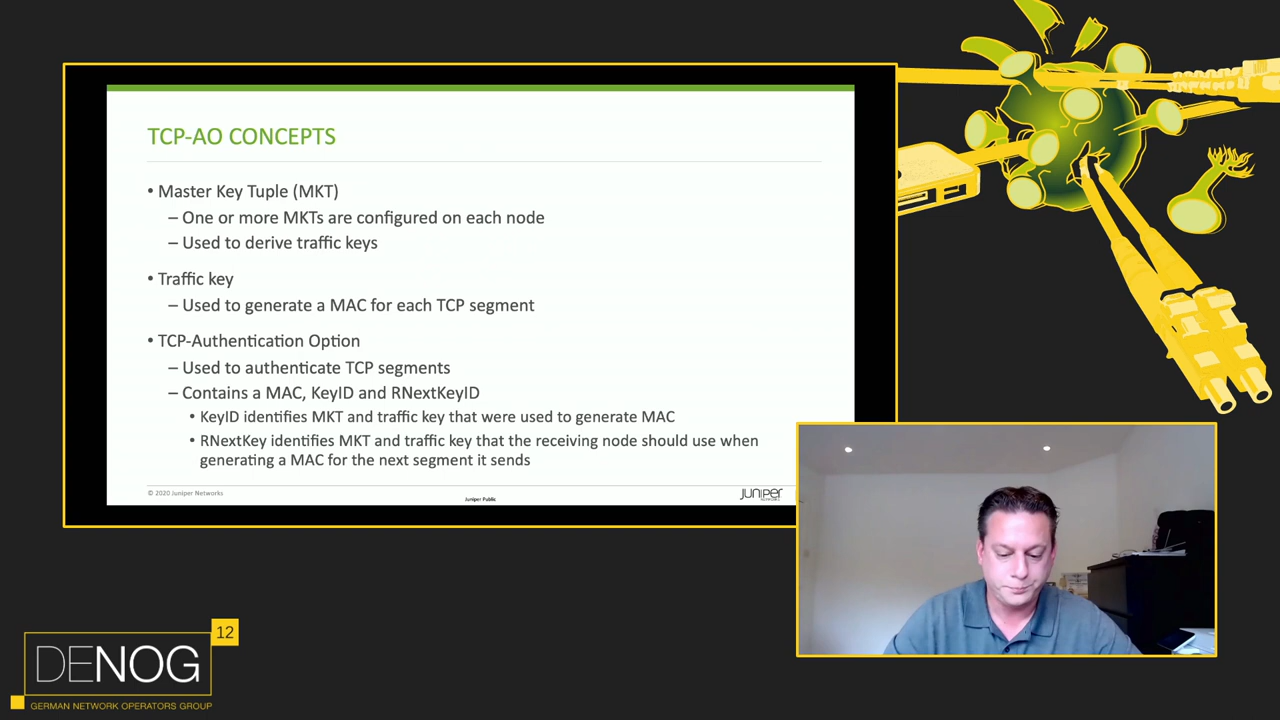 TCP-AO CONCEPTS
• Master Key Tuple (MKT)
– One or more MKTs are configured on each node
– Used to derive traffic keys
• Traffic key
– Used to generate a MAC for each TCP segment
• TCP-Authentication Option
– Used to authenticate TCP segments
– Contains a MAC, KeyID and RNextKeyID
• KeyID identifies MKT and traffic key that were used to generate MAC
• RNextKey identifies MKT and traffic key that the receiving node should use when
generating a MAC for the next segment it sends
© 2020 Juniper Networks
Juniper Public
JUNIPER
NETWORKS
12
DENOG
GERMAN NETWORK OPERATORS GROUP